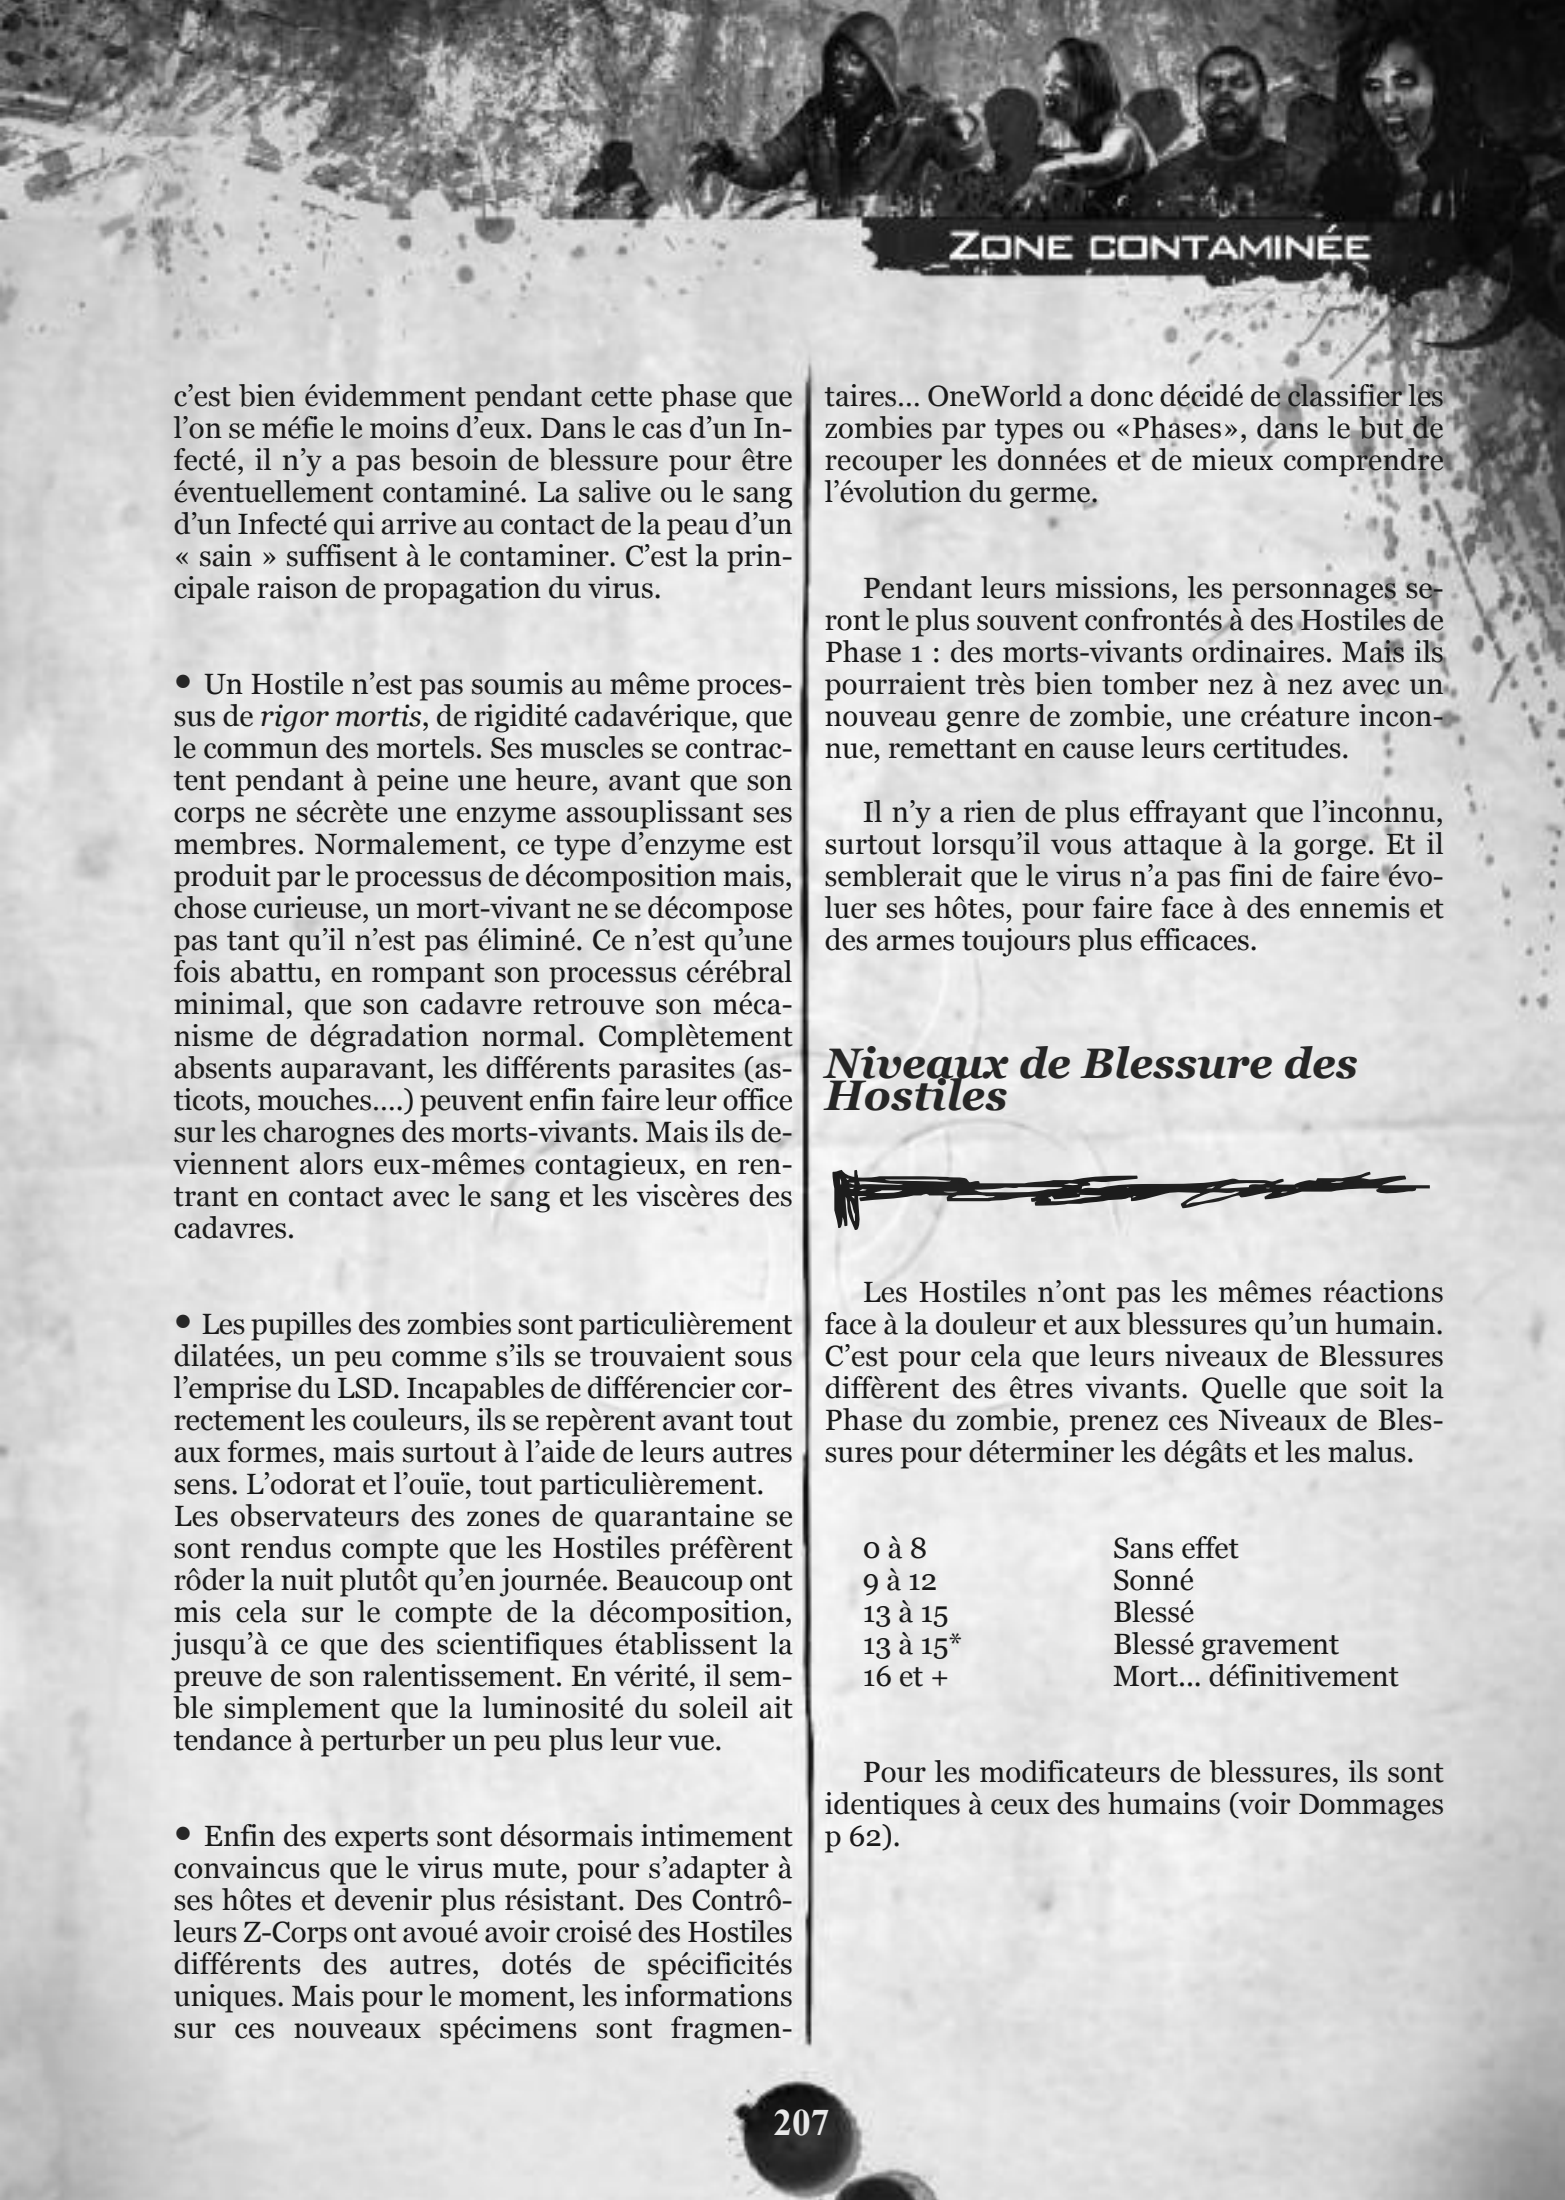 ZONE CONTAMINÉE
c’est bien évidemment pendant cette phase que
l’on se méfie le moins d’eux. Dans le cas d’un In-
fecté, il n’y a pas besoin de blessure pour être
éventuellement contaminé. La salive ou le sang
d’un Infecté qui arrive au contact de la peau d’un
« sain » suffisent à le contaminer. C’est la prin-
cipale raison de propagation du virus.
• Un Hostile n’est pas soumis au même proces-
sus de rigor mortis, de rigidité cadavérique, que
le commun des mortels. Ses muscles se contrac-
tent pendant à peine une heure, avant que son
corps ne sécrète une enzyme assouplissant ses
membres. Normalement, ce type d’enzyme est
produit par le processus de décomposition mais,
chose curieuse, un mort-vivant ne se décompose
pas tant qu’il n’est pas éliminé. Ce n’est qu’une
fois abattu, en rompant son processus cérébral
minimal, que son cadavre retrouve son méca-
nisme de dégradation normal. Complètement
absents auparavant, les différents parasites (as-
ticots, mouches....) peuvent enfin faire leur office
sur les charognes des morts-vivants. Mais ils de-
viennent alors eux-mêmes contagieux, en ren-
trant en contact avec le sang et les viscères des
cadavres.
• Les pupilles des zombies sont particulièrement
dilatées, un peu comme s’ils se trouvaient sous
l’emprise du LSD. Incapables de différencier cor-
rectement les couleurs, ils se repèrent avant tout
aux formes, mais surtout à l’aide de leurs autres
sens. L’odorat et l’ouïe, tout particulièrement.
Les observateurs des zones de quarantaine se
sont rendus compte que les Hostiles préfèrent
rôder la nuit plutôt qu’en journée. Beaucoup ont
mis cela sur le compte de la décomposition,
jusqu’à ce que des scientifiques établissent la
preuve de son ralentissement. En vérité, il sem-
ble simplement que la luminosité du soleil ait
tendance à perturber un peu plus leur vue.
• Enfin des experts sont désormais intimement
convaincus que le virus mute, pour s’adapter à
ses hôtes et devenir plus résistant. Des Contrô-
leurs Z-Corps ont avoué avoir croisé des Hostiles
différents des autres, dotés de spécificités
uniques. Mais pour le moment, les informations
sur ces nouveaux spécimens sont fragmen-
taires... OneWorld a donc décidé de classifier les
zombies par types ou «Phases», dans le but de
recouper les données et de mieux comprendre
l’évolution du germe.
Pendant leurs missions, les personnages se-
ront le plus souvent confrontés à des Hostiles de
Phase 1 : des morts-vivants ordinaires. Mais ils
pourraient très bien tomber nez à nez avec un
nouveau genre de zombie, une créature incon-
nue, remettant en cause leurs certitudes.
Il n’y a rien de plus effrayant que l’inconnu,
surtout lorsqu’il vous attaque à la gorge. Et il
semblerait que le virus n’a pas fini de faire évo-
luer ses hôtes, pour faire face à des ennemis et
des armes toujours plus efficaces.
Niveaux de Blessure des
Hostiles
Les Hostiles n’ont pas les mêmes réactions
face à la douleur et aux blessures qu’un humain.
C’est pour cela que leurs niveaux de Blessures
diffèrent des êtres vivants. Quelle que soit la
Phase du zombie, prenez ces Niveaux de Bles-
sures pour déterminer les dégâts et les malus.
0 à 8 Sans effet
9 à 12 Sonné
13 à 15 Blessé
13 à 15* Blessé gravement
16 et + Mort... définitivement
Pour les modificateurs de blessures, ils sont
identiques à ceux des humains (voir Dommages
p 62).
207